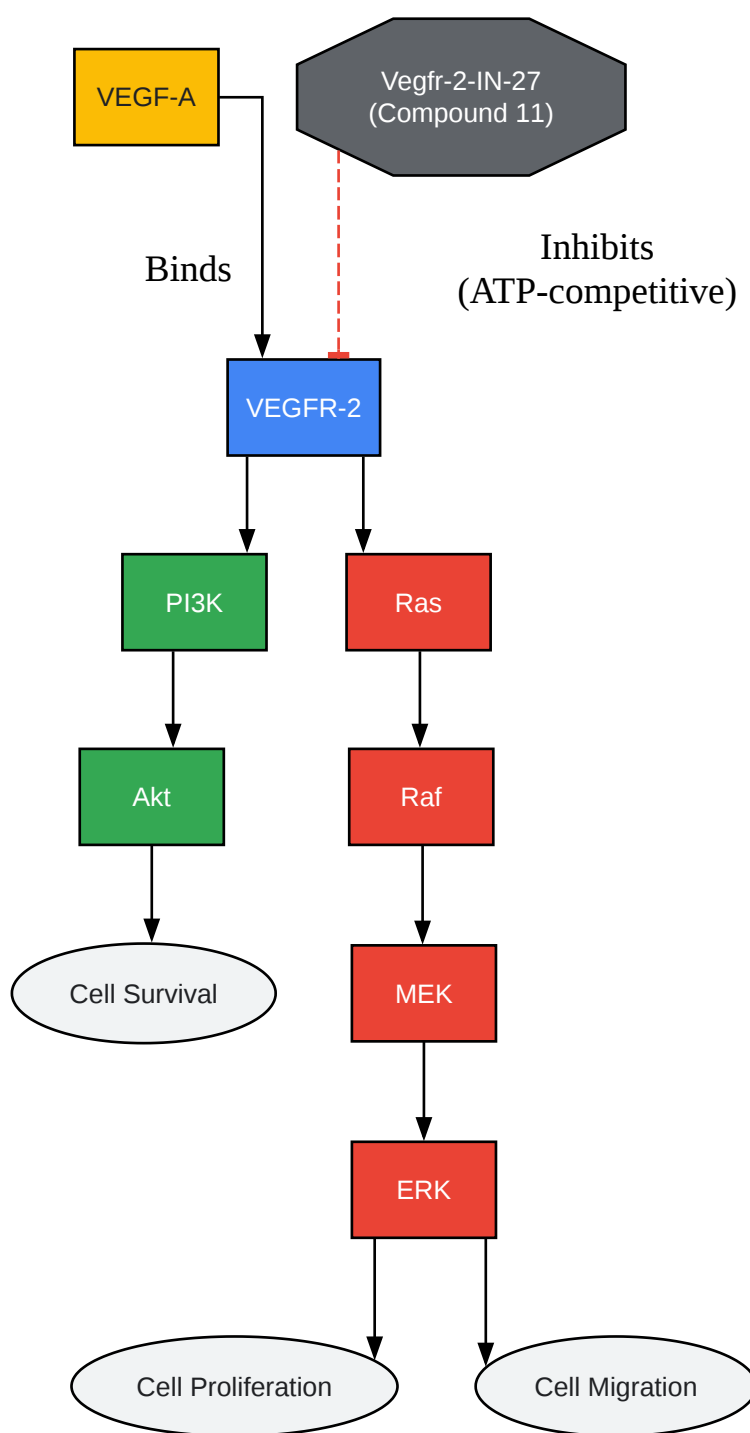 VEGF-A
Vegfr-2-IN-27
(Compound 11)
Binds
Inhibits
(ATP-competitive)
VEGFR-2
PI3K
Ras
Akt
Raf
Cell Survival
MEK
ERK
Cell Proliferation
Cell Migration